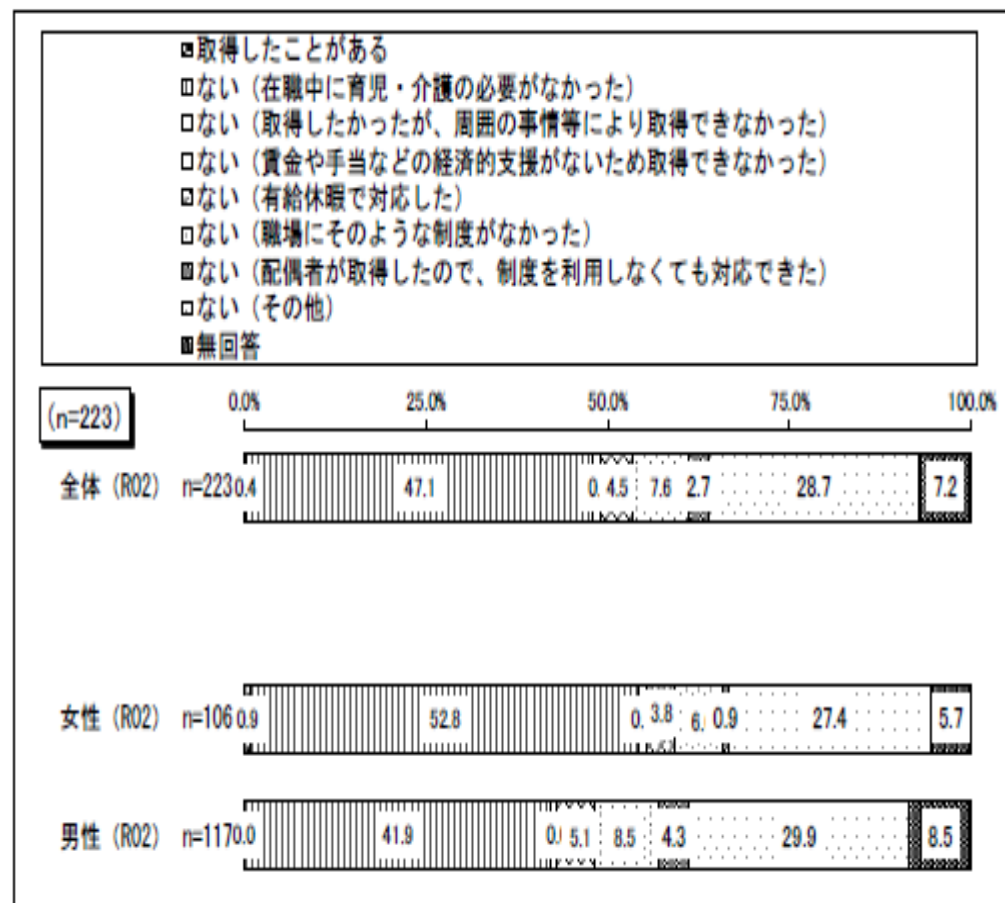 取得したことがある
ない（在職中に育児・介護の必要がなかった）
ない（取得したかったが、周囲の事情等により取得できなかった）
ない（賃金や手当などの経済的支援がないため取得できなかった）
ない（有給休暇で対応した）
ない（職場にそのような制度がなかった）
ない（配偶者が取得したので、制度を利用しなくても対応できた）
ない（その他）
無回答
(n=223) 0.0% 25.0% 50.0% 75.0% 100.0%
全体（R02） n=223 0.4 47.1 4.5 7.6 2.7 28.7 7.2
女性（R02） n=106 0.9 52.8 3.8 0.9 27.4 5.7
男性（R02） n=117 0.0 41.9 5.1 8.5 4.3 29.9 8.5